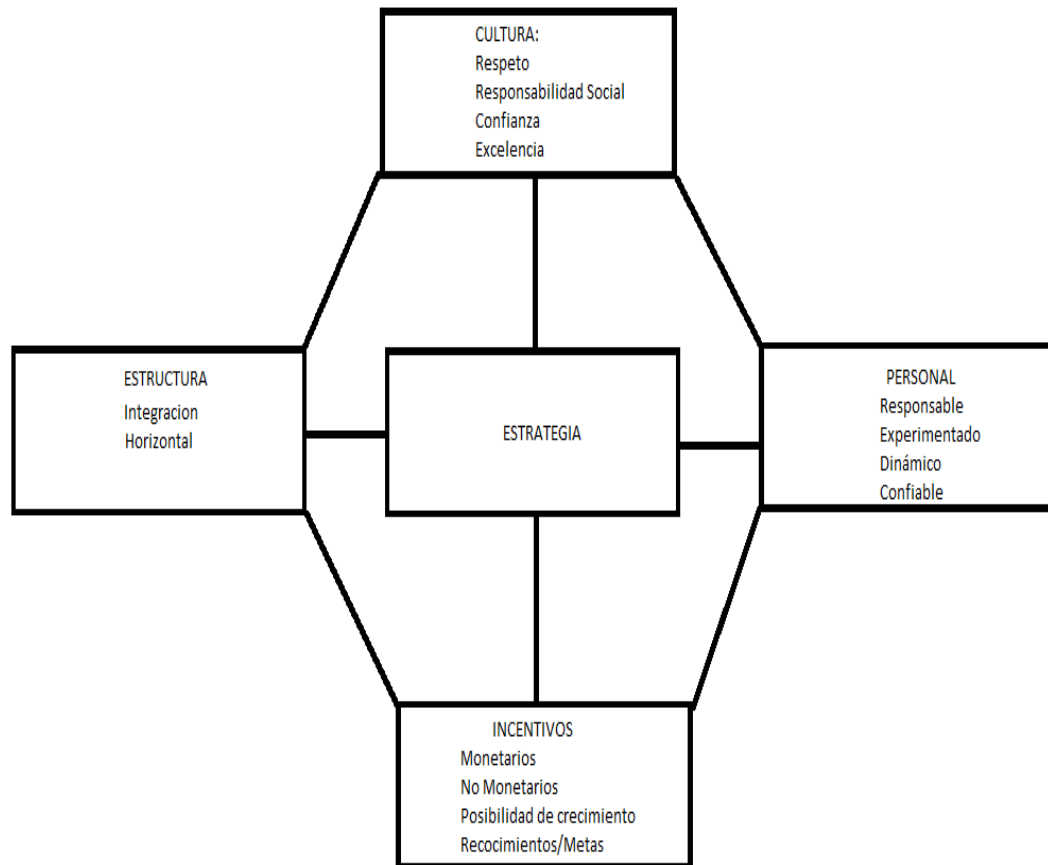 CULTURA:
Respeto
Responsabilidad Social
Confianza
Excelencia
ESTRUCTURA
Integracion
Horizontal
ESTRATEGIA
PERSONAL
Responsable
Experimentado
Dinámico
Confiable
INCENTIVOS
Monetarios
No Monetarios
Posibilidad de crecimiento
Recocimientos/Metas